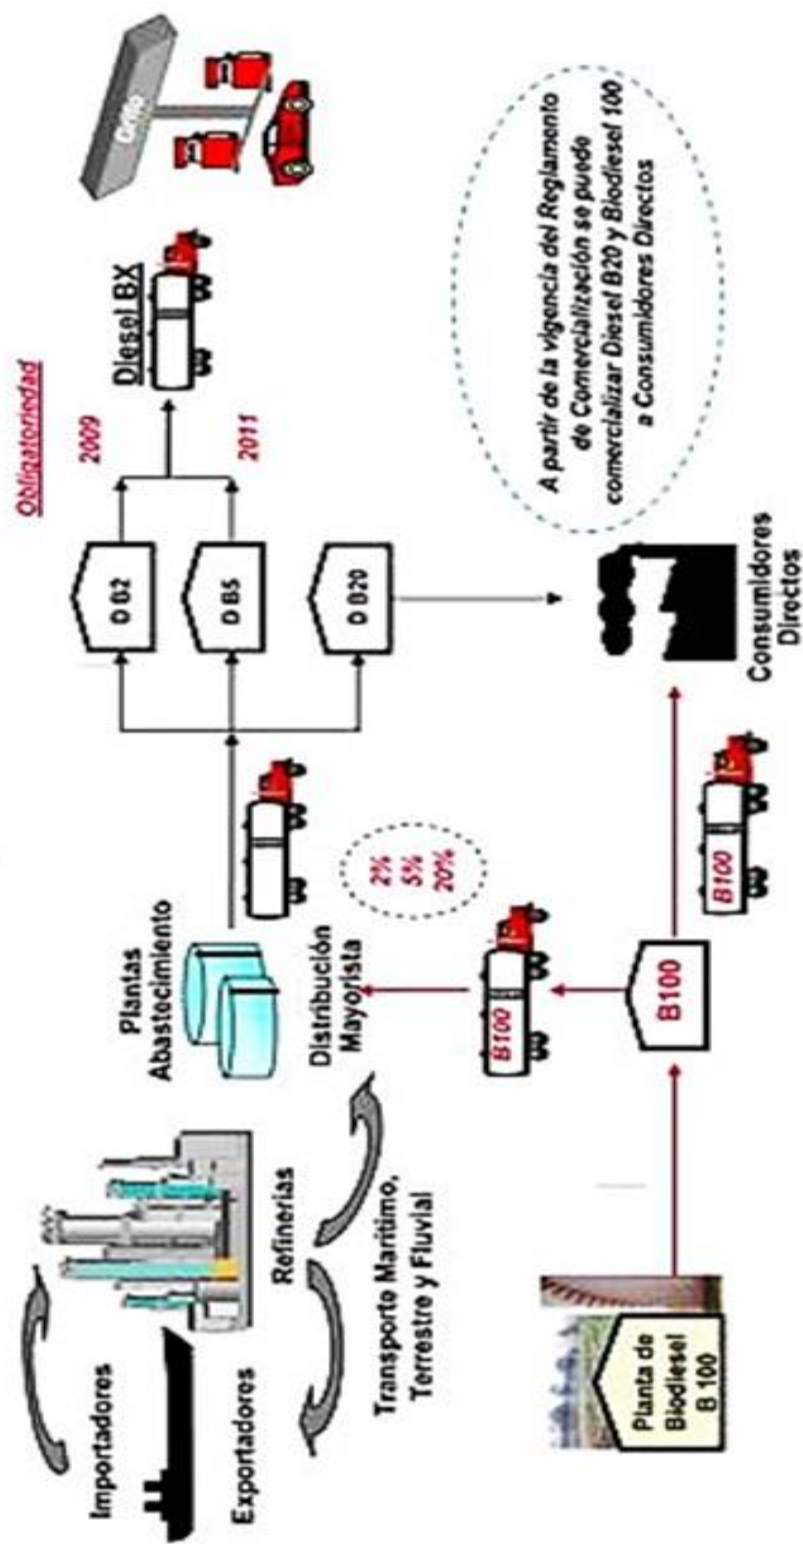 Importadores
Exportadores
Refinerías
Transporte Marítimo,
Terrestre y Fluvial
Plantas
Abastecimiento
Distribución
Mayorista
2%
5%
20%
D B2
D B5
D B20
Obligatoriedad
2009
2011
Diesel BX
Grifo
Planta de
Biodiesel
B 100
B100
B100
B100
Consumidores
Directos
A partir de la vigencia del Reglamento
de Comercialización se puede
comercializar Diesel B20 y Biodiesel 100
a Consumidores Directos